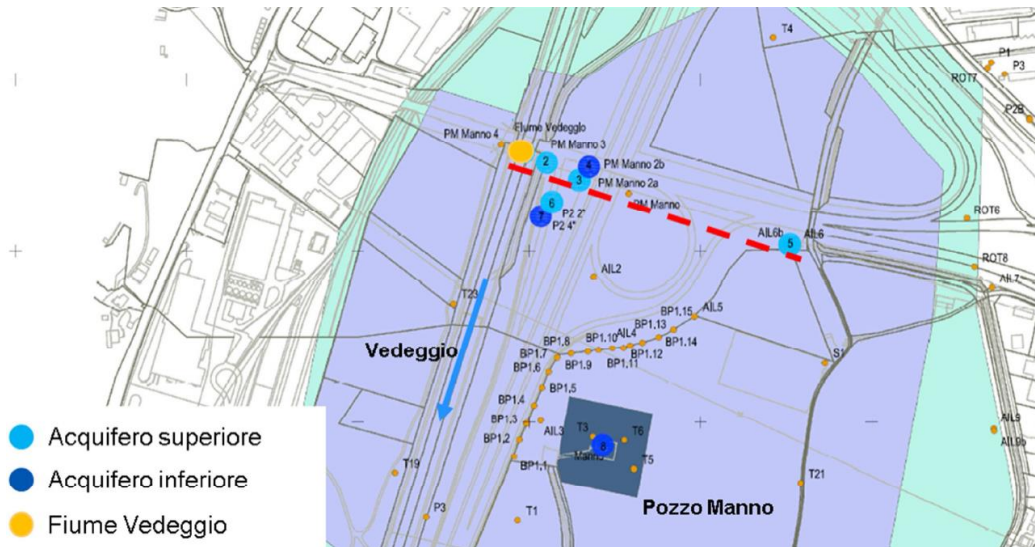 T4
P1
ROT7
P3
P2B
Fiume Vedeggio
PM Manno 4
PM Manno 3
2
4
PM Manno 2b
3
PM Manno 2a
PM Manno
6
7
P2 2"
P2 4"
AIL6b
AIL6
5
ROT6
ROT8
AIL7
AIL2
T23
BP1.15
AIL5
BP1.13
AIL4
BP1.14
BP1.10
BP1.12
BP1.8
BP1.11
BP1.7
BP1.9
BP1.6
S1
Vedeggio
BP1.5
BP1.4
BP1.3
AIL3
BP1.2
BP1.1
T3
T6
8
T5
T19
T21
AIL9
AIL9b
P3
T1
Pozzo Manno
Acquifero superiore
Acquifero inferiore
Fiume Vedeggio